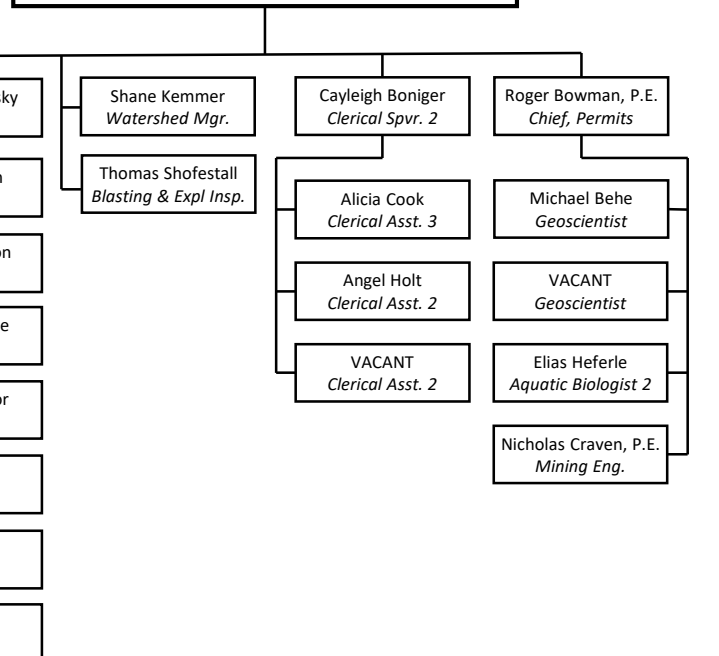 Shane Kemmer
Watershed Mgr.
Thomas Shofestall
Blasting & Expl Insp.
Cayleigh Boniger
Clerical Spvr. 2
Alicia Cook
Clerical Asst. 3
Angel Holt
Clerical Asst. 2
VACANT
Clerical Asst. 2
Roger Bowman, P.E.
Chief, Permits
Michael Behe
Geoscientist
VACANT
Geoscientist
Elias Heferle
Aquatic Biologist 2
Nicholas Craven, P.E.
Mining Eng.